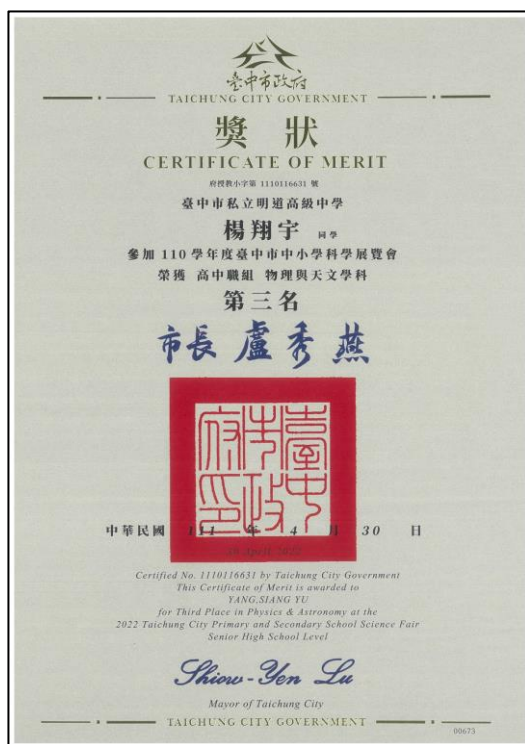 臺中市政府
TAICHUNG CITY GOVERNMENT
獎狀
CERTIFICATE OF MERIT
府授教小字第 1110116631 號
臺中市私立明道高級中學
楊翔宇 同學
參加 110 學年度臺中市中小學科學展覽會
榮獲 高中職組 物理與天文學科
第三名
市長 盧秀燕
臺中市政府印
中華民國 111 年 4 月 30 日
30 April 2022
Certified No. 1110116631 by Taichung City Government
This Certificate of Merit is awarded to
YANG,SIANG YU
for Third Place in Physics & Astronomy at the
2022 Taichung City Primary and Secondary School Science Fair
Senior High School Level
Shiow-Yen Lu
Mayor of Taichung City
TAICHUNG CITY GOVERNMENT
00673